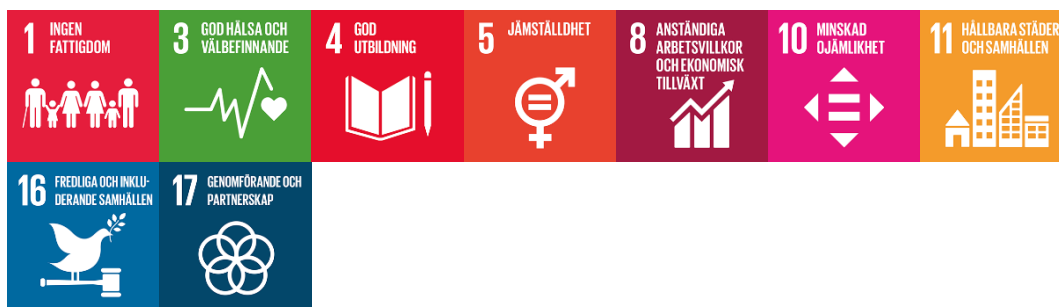 1 INGEN
FATTIGDOM
3 GOD HÄLSA OCH
VÄLBEFINNANDE
4 GOD
UTBILDNING
5 JÄMSTÄLLDHET
8 ANSTÄNDIGA
ARBETSVILLKOR
OCH EKONOMISK
TILLVÄXT
10 MINSKAD
OJÄMLIKHET
11 HÅLLBARA STÄDER
OCH SAMHÄLLEN
16 FREDLIGA OCH INKLU-
DERANDE SAMHÄLLEN
17 GENOMFÖRANDE OCH
PARTNERSKAP